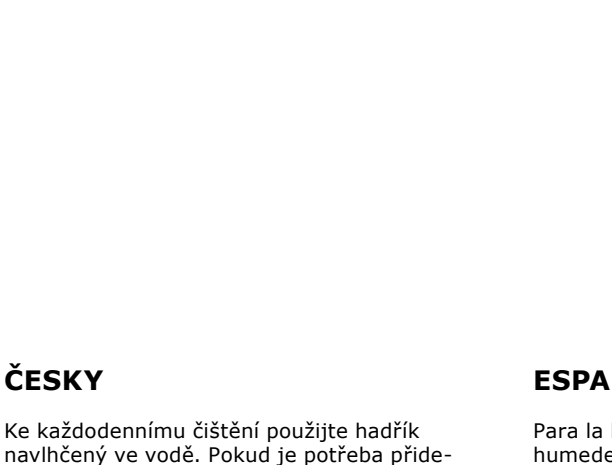 ČESKY
Ke každodennímu čištění použijte hadřík
navlhčený ve vodě. Pokud je potřeba přide-
ESPA
Para la
humede